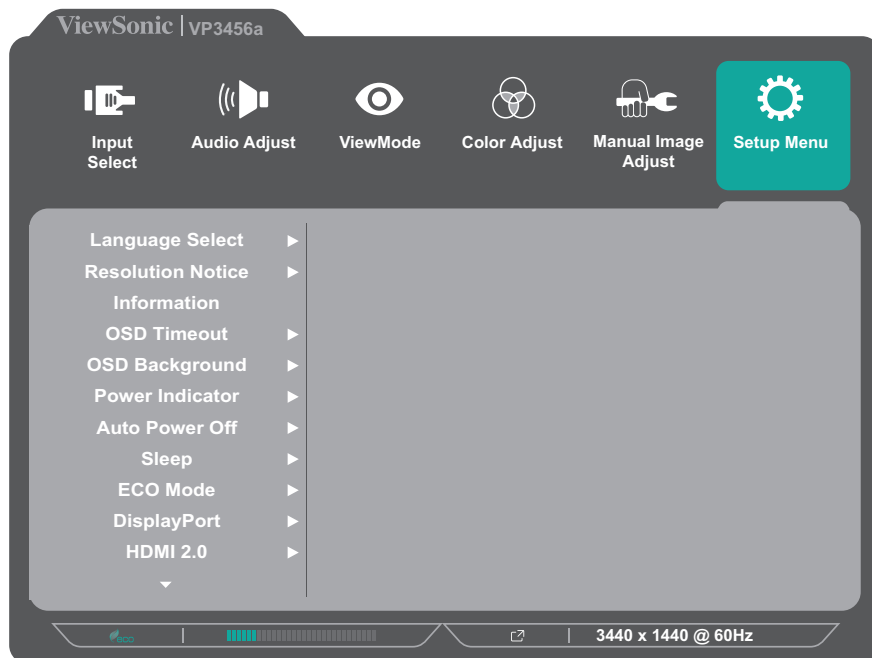 ViewSonic | VP3456a
Input
Select
Audio Adjust
ViewMode
Color Adjust
Manual Image
Adjust
Setup Menu
Language Select
Resolution Notice
Information
OSD Timeout
OSD Background
Power Indicator
Auto Power Off
Sleep
ECO Mode
DisplayPort
HDMI 2.0
eco
3440 x 1440 @ 60Hz